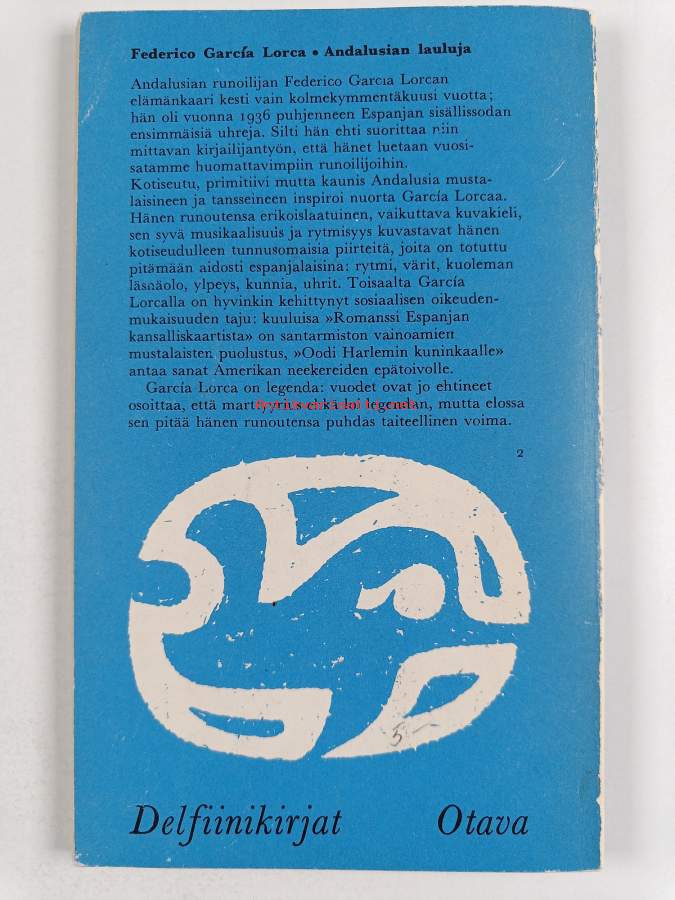 Federico García Lorca • Andalusian lauluja
Andalusian runoilijan Federico García Lorcan
elämänkaari kesti vain kolmekymmentäkuusi vuotta;
hän oli vuonna 1936 puhjenneen Espanjan sisällissodan
ensimmäisiä uhreja. Silti hän ehti suorittaa niin
mittavan kirjailijantyön, että hänet luetaan vuosi-
satamme huomattavimpiin runoilijoihin.
Kotiseutu, primitiivi mutta kaunis Andalusia musta-
laisineen ja tansseineen inspiroi nuorta García Lorcaa.
Hänen runoutensa erikoislaatuinen, vaikuttava kuvakieli,
sen syvä musikaalisuus ja rytmisyys kuvastavat hänen
kotiseudulleen tunnusomaisia piirteitä, joita on totuttu
pitämään aidosti espanjalaisina: rytmi, värit, kuoleman
läsnäolo, ylpeys, kunnia, uhrit. Toisaalta García
Lorcalla on hyvinkin kehittynyt sosiaalisen oikeuden-
mukaisuuden taju: kuuluisa »Romanssi Espanjan
kansalliskaartista» on santarmiston vainoamien
mustalaisten puolustus, »Oodi Harlemin kuninkaalle»
antaa sanat Amerikan neekereiden epätoivolle.
García Lorca on legenda: vuodet ovat jo ehtineet
osoittaa, että legendan, mutta elossa
sen pitää hänen runoutensa puhdas taiteellinen voima.
2
5 –
Delfiinikirjat Otava